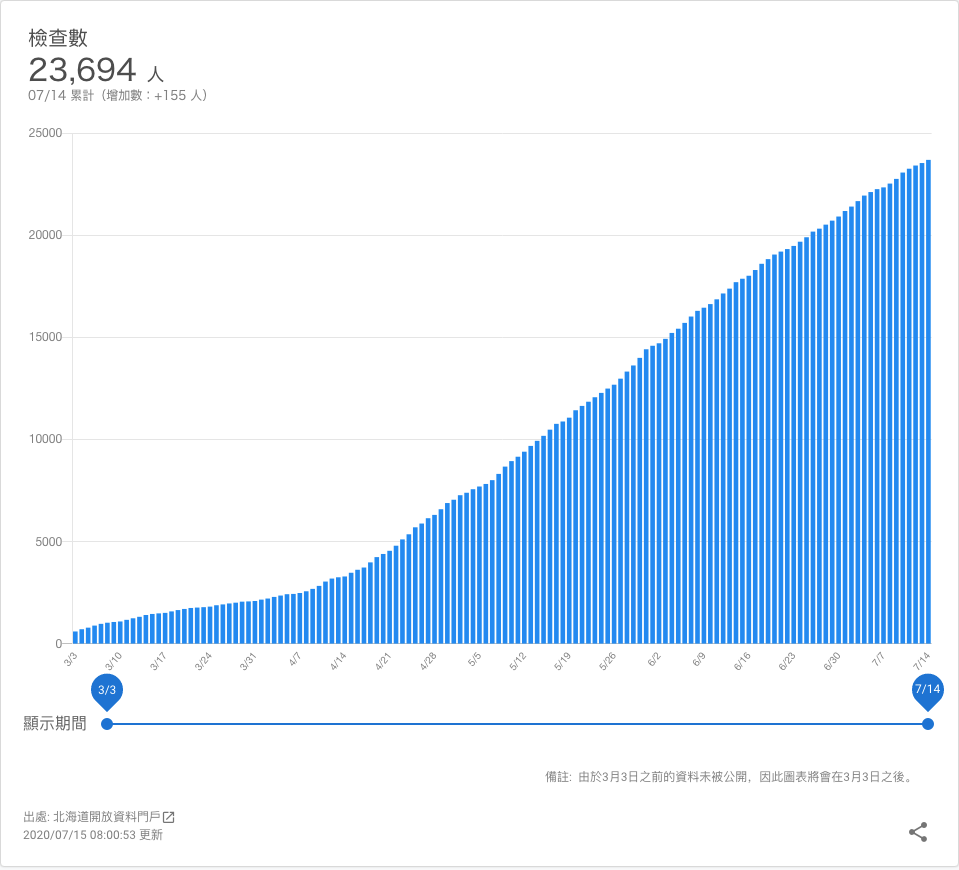 檢查數
23,694 人
07/14 累計（增加數：+155 人）
25000
20000
15000
10000
5000
0
3/3 3/10 3/17 3/24 3/31 4/7 4/14 4/21 4/28 5/5 5/12 5/19 5/26 6/2 6/9 6/16 6/23 6/30 7/7 7/14
3/3 7/14
顯示期間
備註: 由於3月3日之前的資料未被公開，因此圖表將會在3月3日之後。
出處: 北海道開放資料門戶
2020/07/15 08:00:53 更新